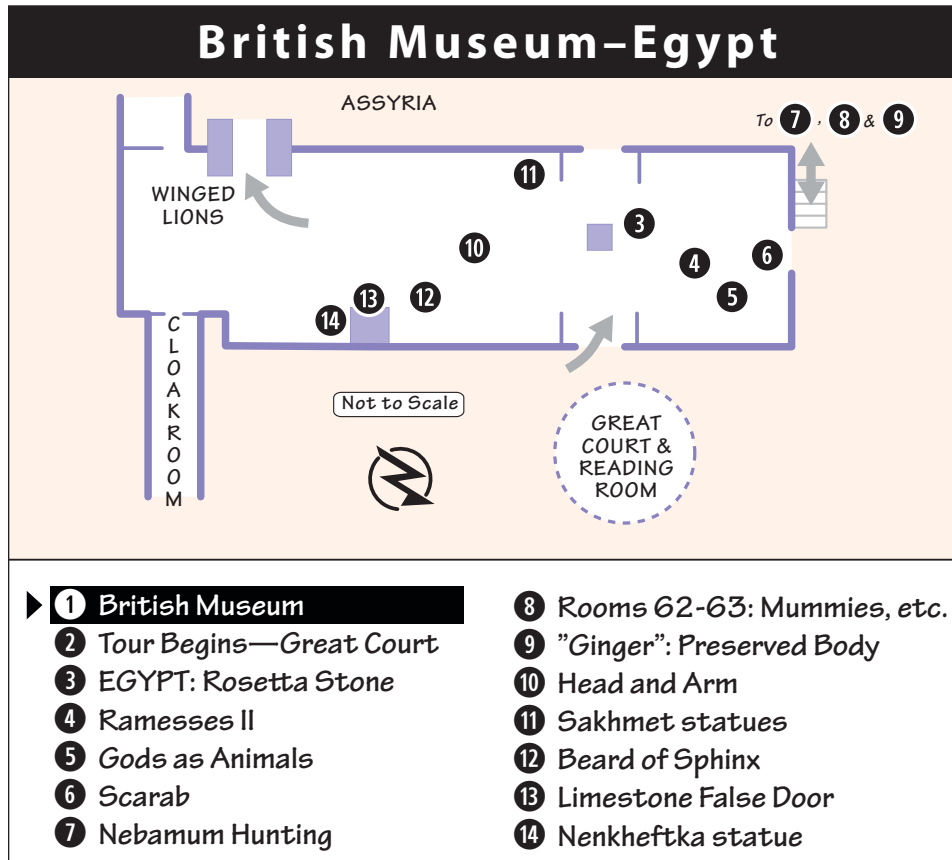 British Museum–Egypt
ASSYRIA
To 7, 8 & 9
WINGED
LIONS
11
3
10
4
6
13
12
5
14
CLOAKROOM
Not to Scale
GREAT
COURT &
READING
ROOM
1 British Museum
2 Tour Begins—Great Court
3 EGYPT: Rosetta Stone
4 Ramesses II
5 Gods as Animals
6 Scarab
7 Nebamum Hunting
8 Rooms 62-63: Mummies, etc.
9 ”Ginger”: Preserved Body
10 Head and Arm
11 Sakhmet statues
12 Beard of Sphinx
13 Limestone False Door
14 Nenkheftka statue